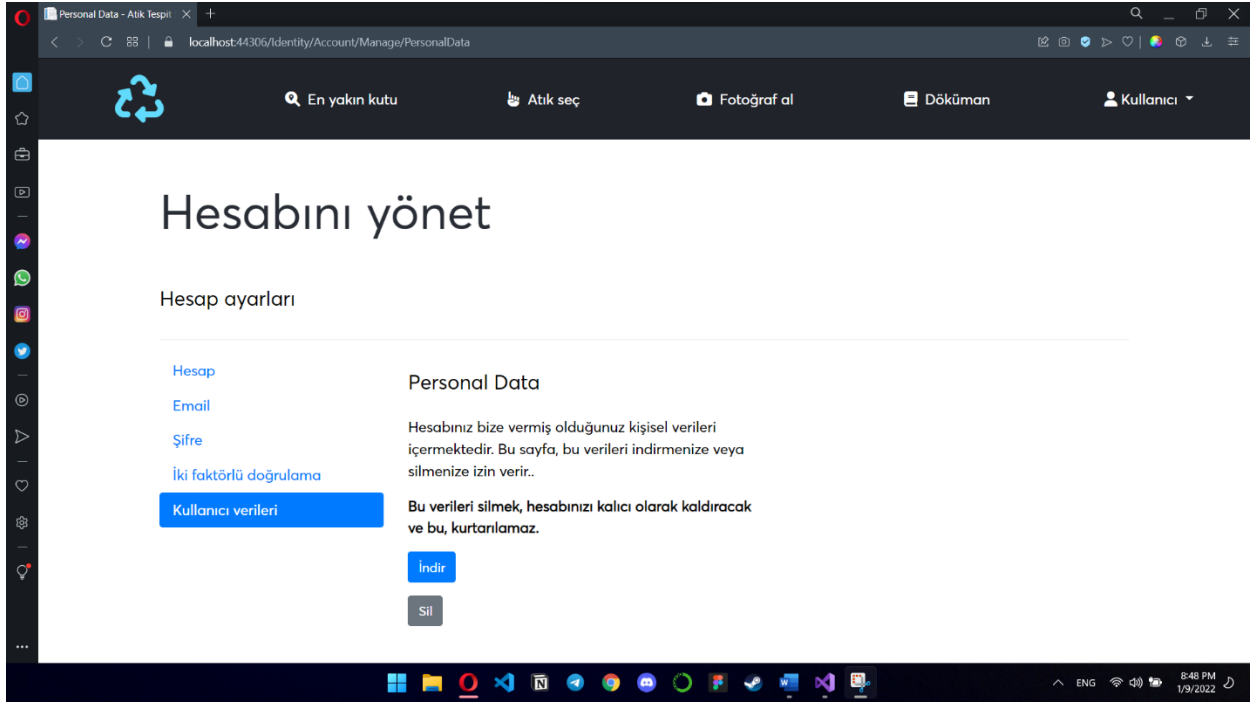 Personal Data - Atik Tespit
localhost:44306/Identity/Account/Manage/PersonalData
En yakın kutu
Atık seç
Fotoğraf al
Döküman
Kullanıcı
Hesabını yönet
Hesap ayarları
Hesap
Email
Şifre
İki faktörlü doğrulama
Kullanıcı verileri
Personal Data
Hesabınız bize vermiş olduğunuz kişisel verileri
içermektedir. Bu sayfa, bu verileri indirmenize veya
silmenize izin verir..
Bu verileri silmek, hesabınızı kalıcı olarak kaldıracak
ve bu, kurtarılamaz.
İndir
Sil
ENG
8:48 PM
1/9/2022